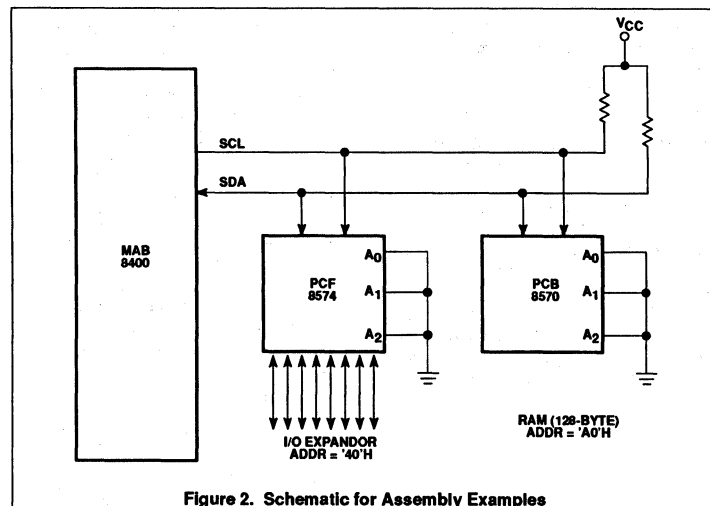 VCC
SCL
SDA
MAB
8400
PCF
8574
A0
A1
A2
PCB
8570
A0
A1
A2
I/O EXPANDOR
ADDR = '40'H
RAM (128-BYTE)
ADDR = 'A0'H
Figure 2. Schematic for Assembly Examples